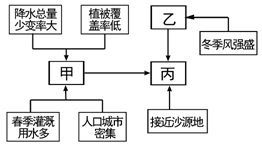 降水总量
少变率大
植被覆
盖率低
乙
冬季风强盛
甲
丙
春季灌溉
用水多
人口城市
密集
接近沙源地